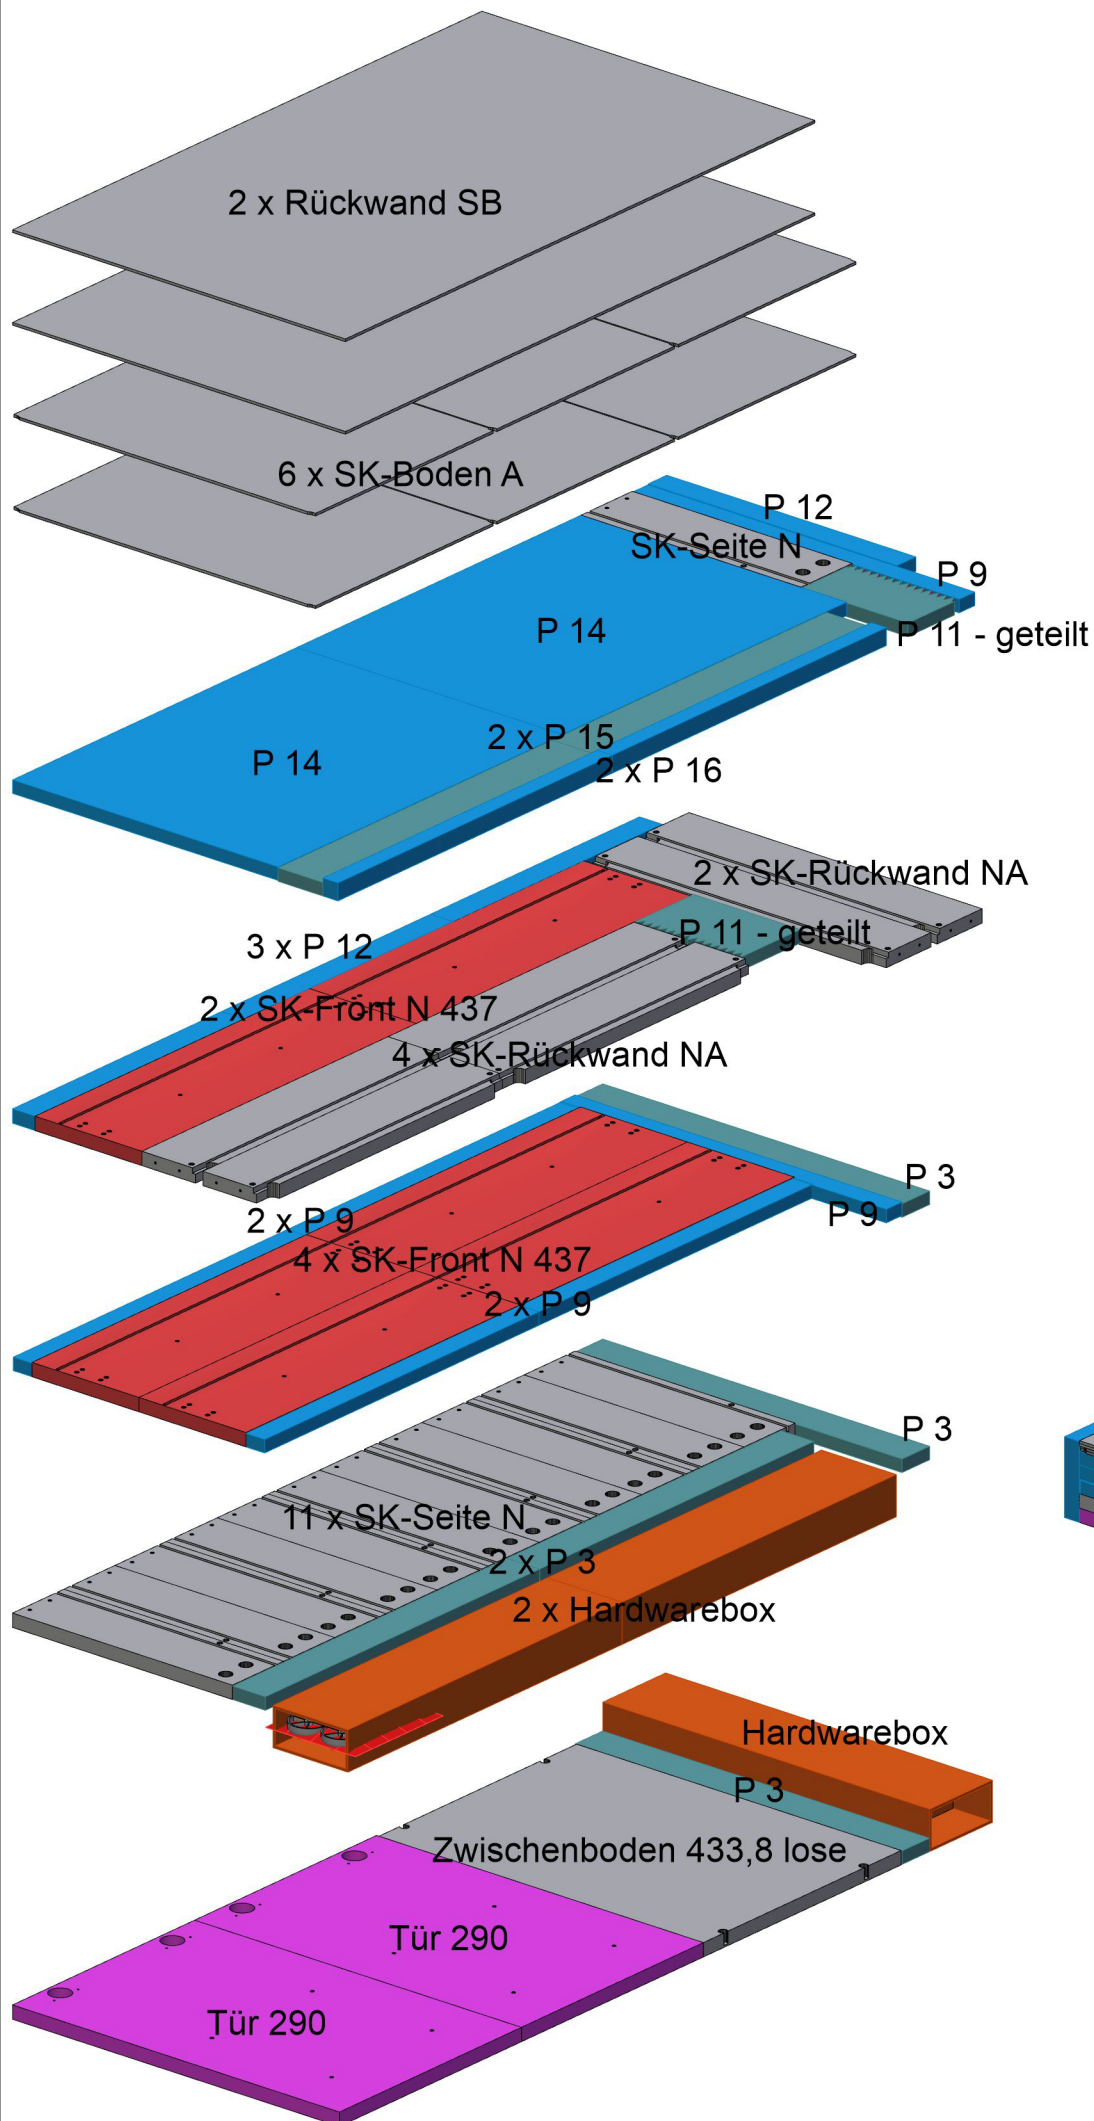 2 x Rückwand SB
6 x SK-Boden A
P 12
SK-Seite N
P 9
P 14
P 11 - geteilt
2 x P 15
P 14
2 x P 16
2 x SK-Rückwand NA
P 11 - geteilt
3 x P 12
2 x SK-Front N 437
4 x SK-Rückwand NA
P 3
P 9
2 x P 9
4 x SK-Front N 437
2 x P 9
P 3
11 x SK-Seite N
2 x P 3
2 x Hardwarebox
Hardwarebox
P 3
Zwischenboden 433,8 lose
Tür 290
Tür 290